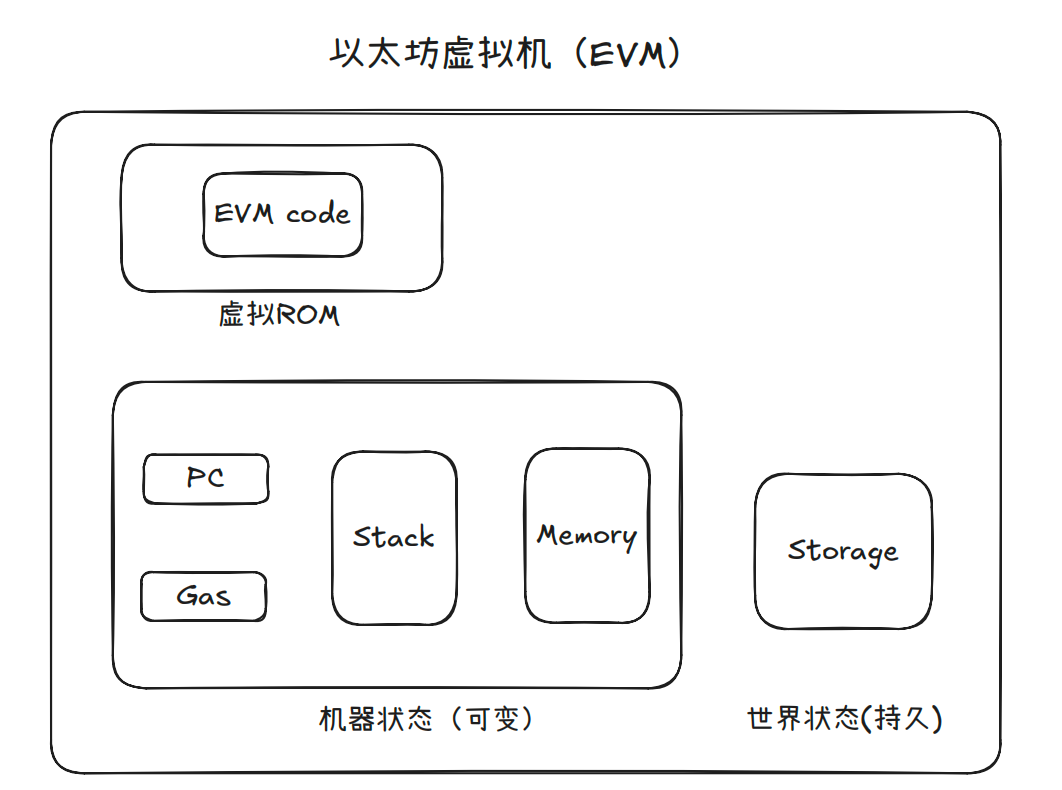 以太坊虚拟机（EVM）
EVM code
虚拟ROM
PC
Gas
Stack
Memory
Storage
机器状态（可变）
世界状态(持久)